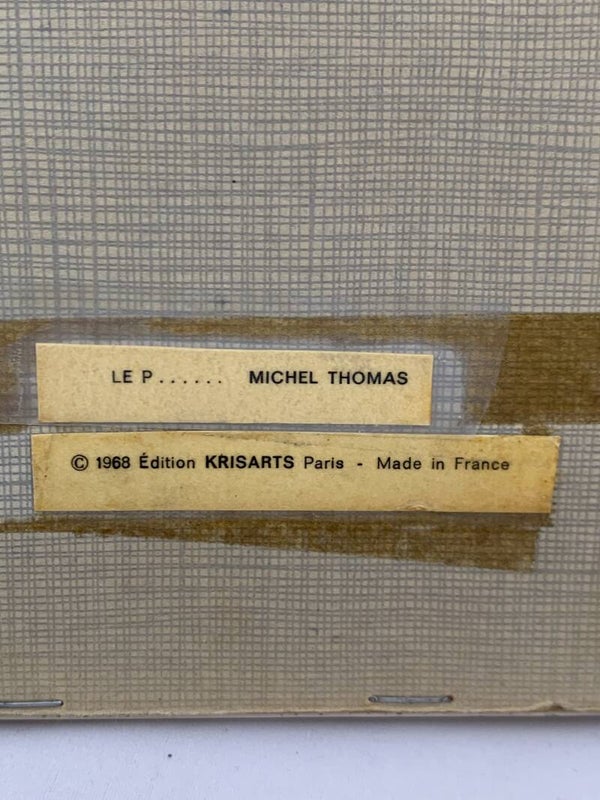 LE P...... MICHEL THOMAS
© 1968 Édition KRISARTS Paris - Made in France